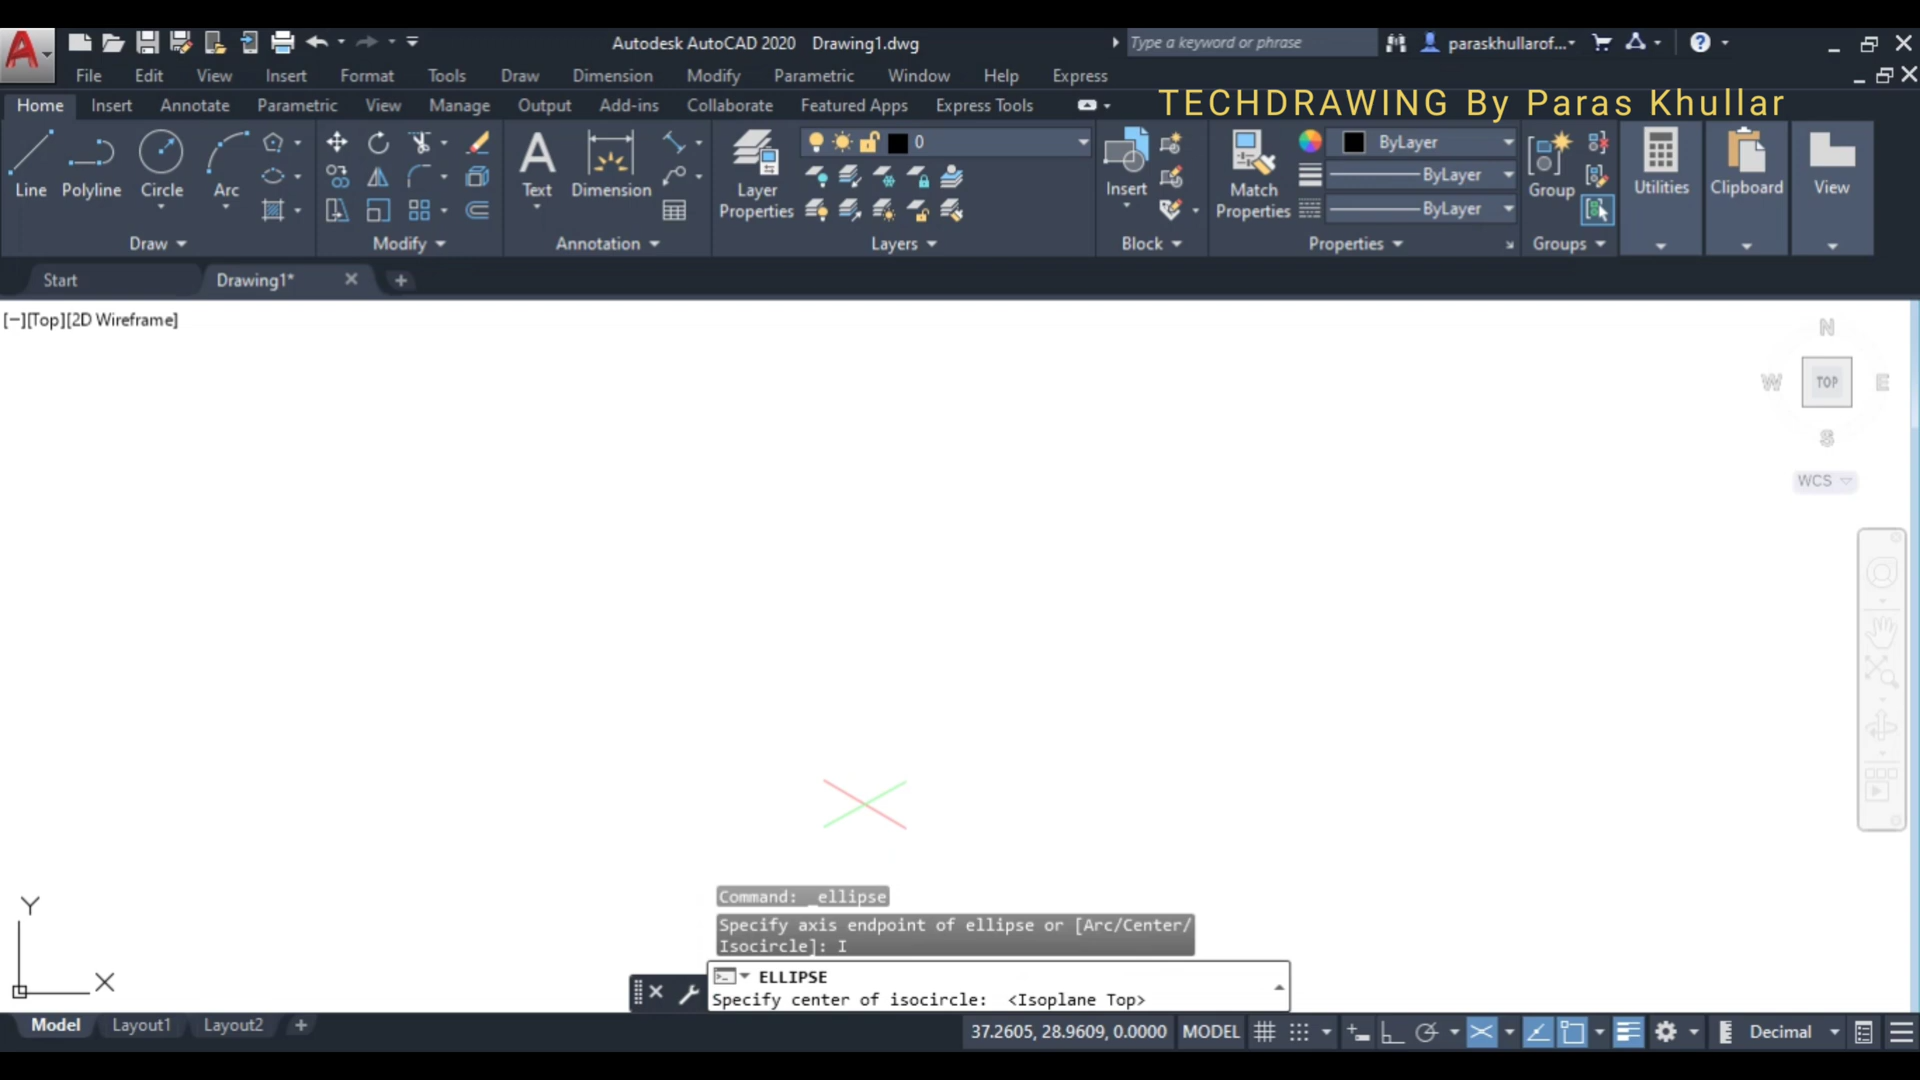 Autodesk AutoCAD 2020 Drawing1.dwg
Type a keyword or phrase
paraskhullarof...
File Edit View Insert Format Tools Draw Dimension Modify Parametric Window Help Express
Home Insert Annotate Parametric View Manage Output Add-ins Collaborate Featured Apps Express Tools
TECHDRAWING By Paras Khullar
0
ByLayer
ByLayer
ByLayer
Line Polyline Circle Arc
Text Dimension
Layer Properties
Insert
Match Properties
Group
Utilities
Clipboard
View
Draw Modify Annotation Layers Block Properties Groups
Start Drawing1*
[−][Top][2D Wireframe]
N
W TOP E
S
WCS
Y
X
Command: _ellipse
Specify axis endpoint of ellipse or [Arc/Center/
Isocircle]: I
ELLIPSE
Specify center of isocircle: <Isoplane Top>
Model Layout1 Layout2
37.2605, 28.9609, 0.0000 MODEL Decimal